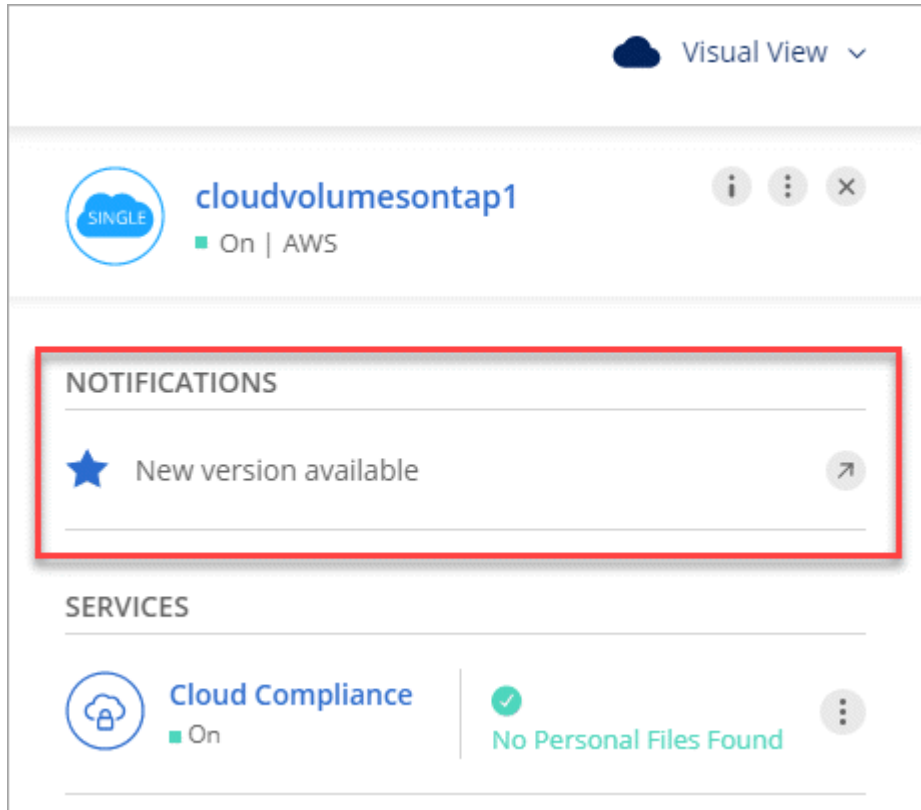 Visual View
SINGLE
cloudvolumesontap1
On | AWS
NOTIFICATIONS
New version available
SERVICES
Cloud Compliance
On
No Personal Files Found